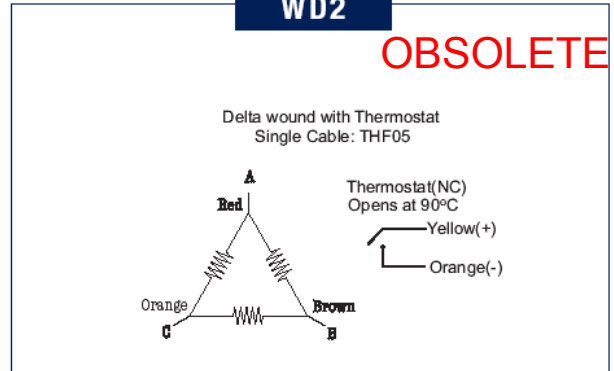 WD2
OBSOLETE
Delta wound with Thermostat
Single Cable: THF05
A
Red
Thermostat(NC)
Opens at 90ºC
Yellow(+)
Orange(-)
Orange
Brown
C
B